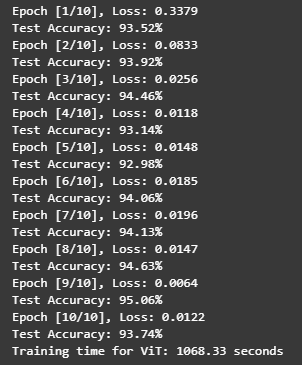 Epoch [1/10], Loss: 0.3379
Test Accuracy: 93.52%
Epoch [2/10], Loss: 0.0833
Test Accuracy: 93.92%
Epoch [3/10], Loss: 0.0256
Test Accuracy: 94.46%
Epoch [4/10], Loss: 0.0118
Test Accuracy: 93.14%
Epoch [5/10], Loss: 0.0148
Test Accuracy: 92.98%
Epoch [6/10], Loss: 0.0185
Test Accuracy: 94.06%
Epoch [7/10], Loss: 0.0196
Test Accuracy: 94.13%
Epoch [8/10], Loss: 0.0147
Test Accuracy: 94.63%
Epoch [9/10], Loss: 0.0064
Test Accuracy: 95.06%
Epoch [10/10], Loss: 0.0122
Test Accuracy: 93.74%
Training time for ViT: 1068.33 seconds